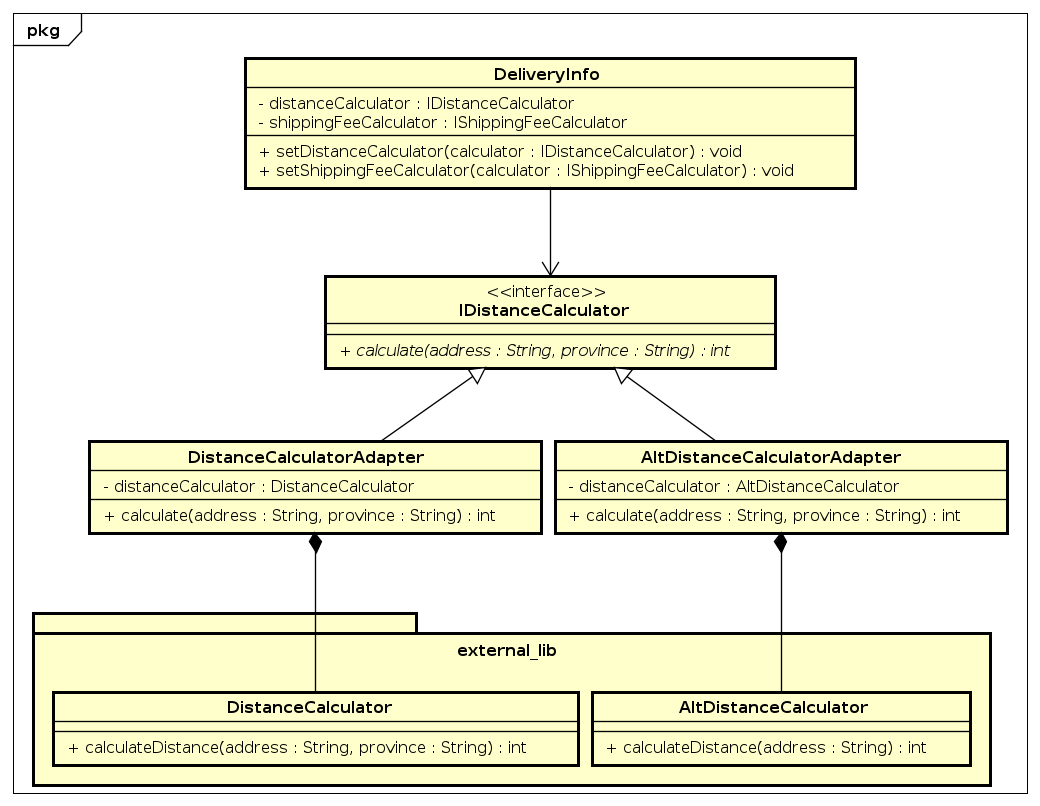 pkg
DeliveryInfo
- distanceCalculator : IDistanceCalculator
- shippingFeeCalculator : IShippingFeeCalculator
+ setDistanceCalculator(calculator : IDistanceCalculator) : void
+ setShippingFeeCalculator(calculator : IShippingFeeCalculator) : void
<<interface>>
IDistanceCalculator
+ calculate(address : String, province : String) : int
DistanceCalculatorAdapter
- distanceCalculator : DistanceCalculator
+ calculate(address : String, province : String) : int
AltDistanceCalculatorAdapter
- distanceCalculator : AltDistanceCalculator
+ calculate(address : String, province : String) : int
external_lib
DistanceCalculator
+ calculateDistance(address : String, province : String) : int
AltDistanceCalculator
+ calculateDistance(address : String) : int